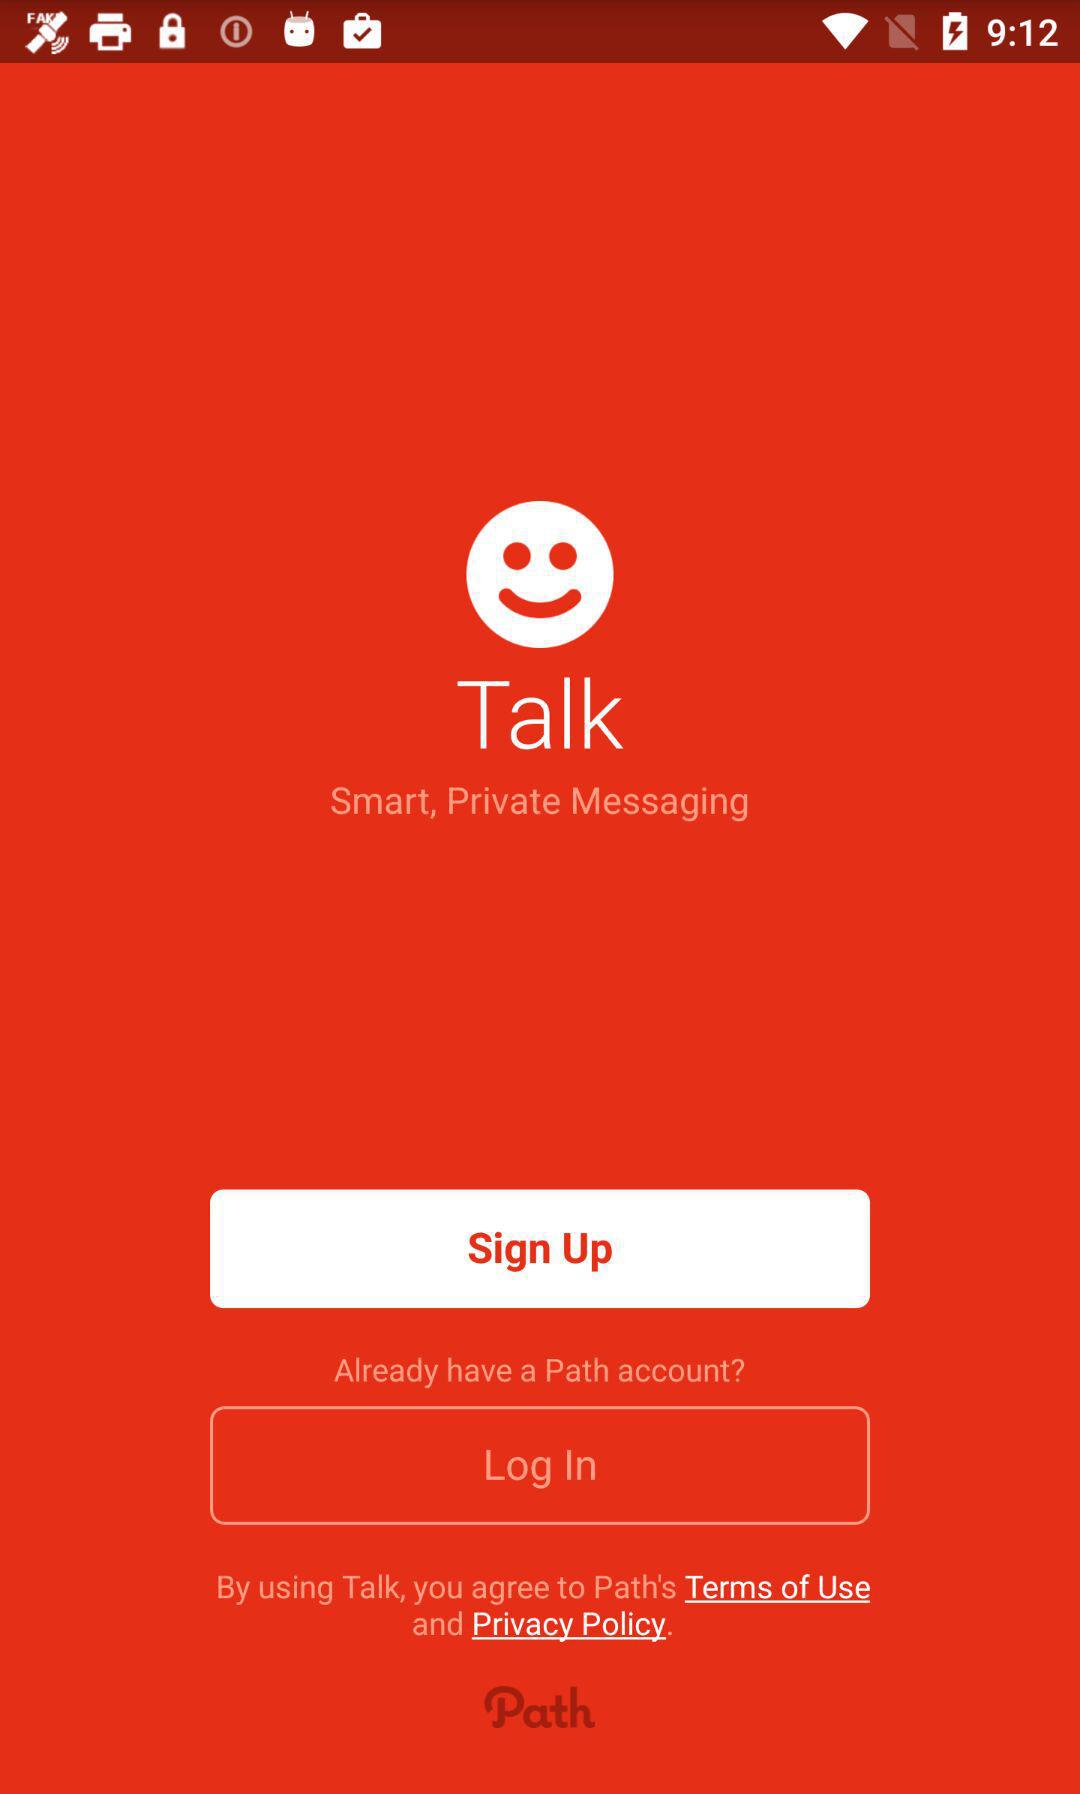 FAKE
9:12
Talk
Smart, Private Messaging
Sign Up
Already have a Path account?
Log In
By using Talk, you agree to Path's Terms of Use
and Privacy Policy.
Path